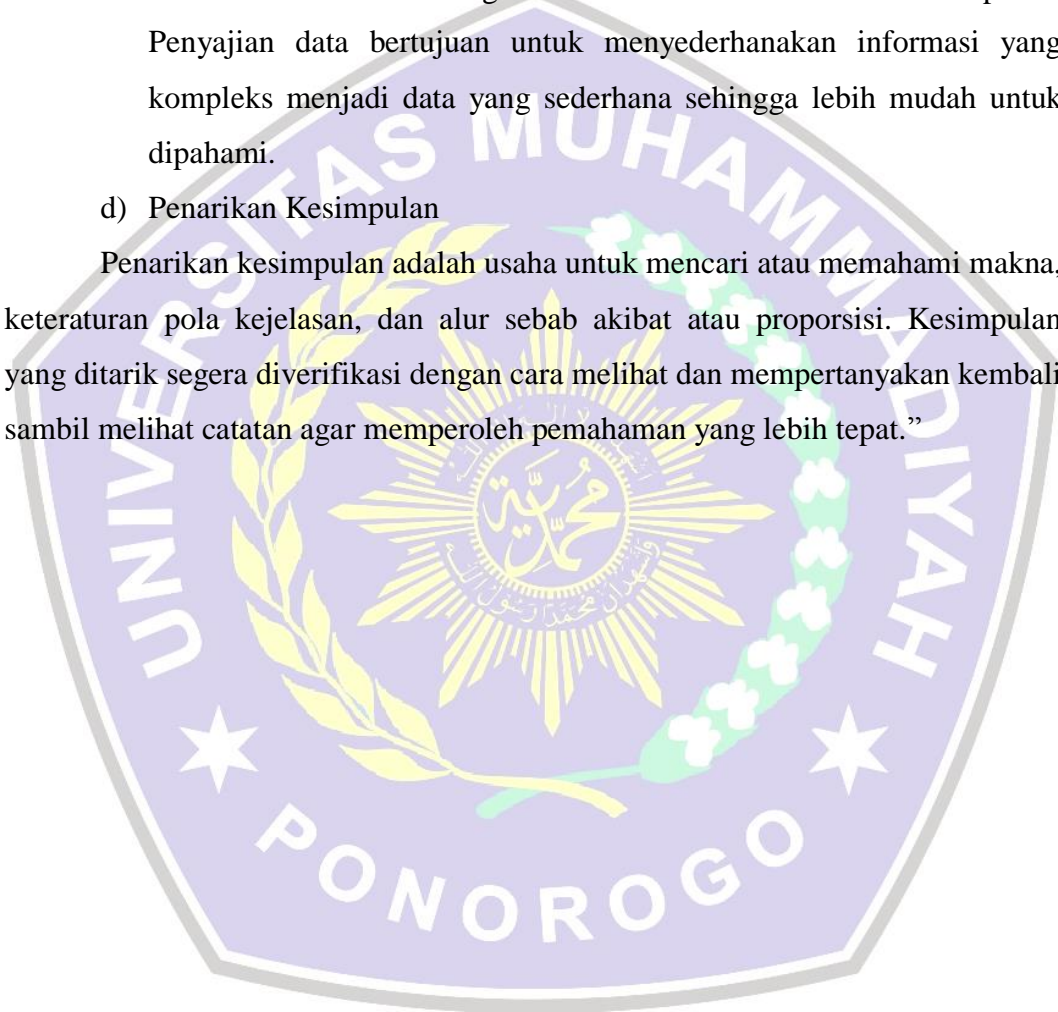 Penyajian data bertujuan untuk menyederhanakan informasi yang
kompleks menjadi data yang sederhana sehingga lebih mudah untuk
dipahami.
d) Penarikan Kesimpulan
Penarikan kesimpulan adalah usaha untuk mencari atau memahami makna,
keteraturan pola kejelasan, dan alur sebab akibat atau proporsisi. Kesimpulan
yang ditarik segera diverifikasi dengan cara melihat dan mempertanyakan kembali
sambil melihat catatan agar memperoleh pemahaman yang lebih tepat.”
UNIVERSITAS MUHAMMADIYAH
PONOROGO
محمدية